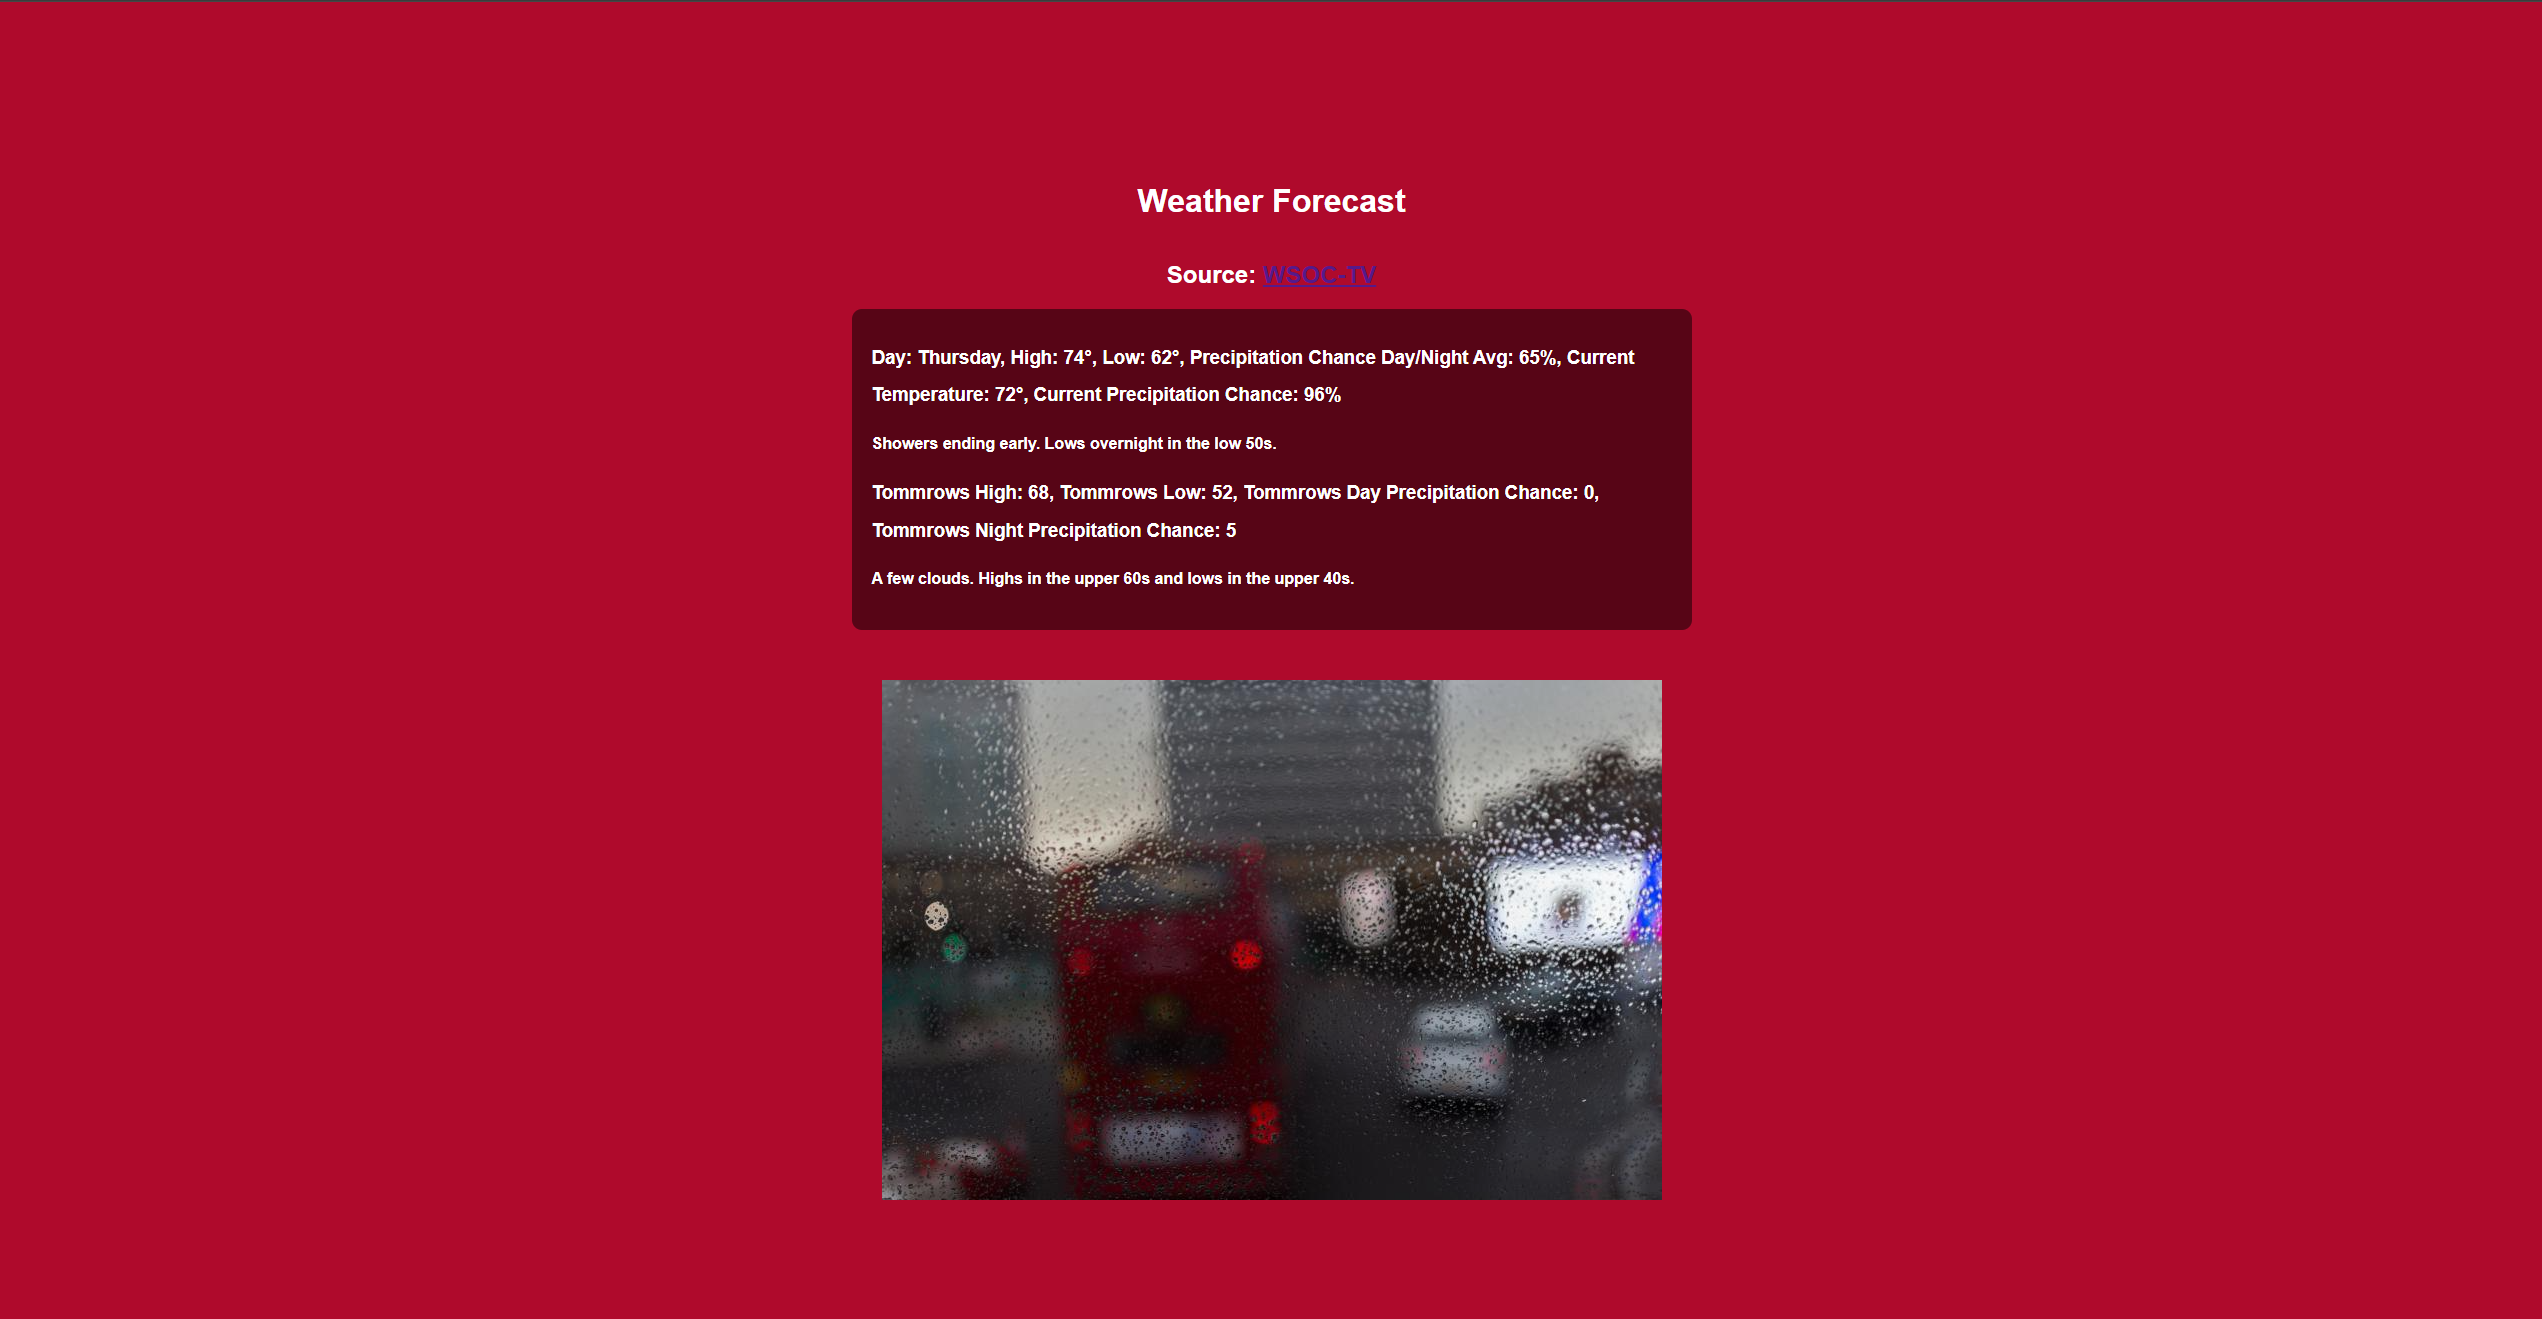 Weather Forecast
Source: WSOC-TV
Day: Thursday, High: 74°, Low: 62°, Precipitation Chance Day/Night Avg: 65%, Current
Temperature: 72°, Current Precipitation Chance: 96%
Showers ending early. Lows overnight in the low 50s.
Tommrows High: 68, Tommrows Low: 52, Tommrows Day Precipitation Chance: 0,
Tommrows Night Precipitation Chance: 5
A few clouds. Highs in the upper 60s and lows in the upper 40s.